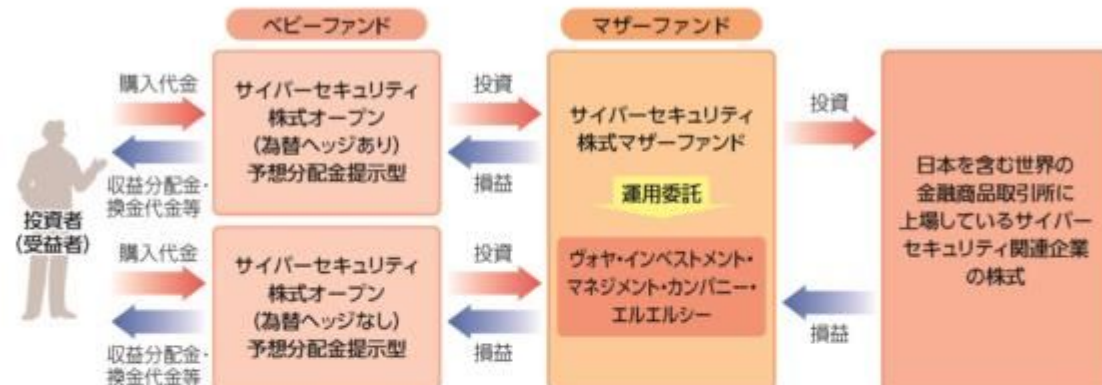 ベビーファンド
マザーファンド
購入代金
サイバーセキュリティ
株式オープン
(為替ヘッジあり)
予想分配金提示型
収益分配金・
換金代金等
投資
損益
投資者
(受益者)
購入代金
サイバーセキュリティ
株式オープン
(為替ヘッジなし)
予想分配金提示型
収益分配金・
換金代金等
投資
損益
サイバーセキュリティ
株式マザーファンド
運用委託
ヴォヤ・インベストメント・
マネジメント・カンパニー・
エルエルシー
投資
損益
日本を含む世界の
金融商品取引所に
上場しているサイバー
セキュリティ関連企業
の株式